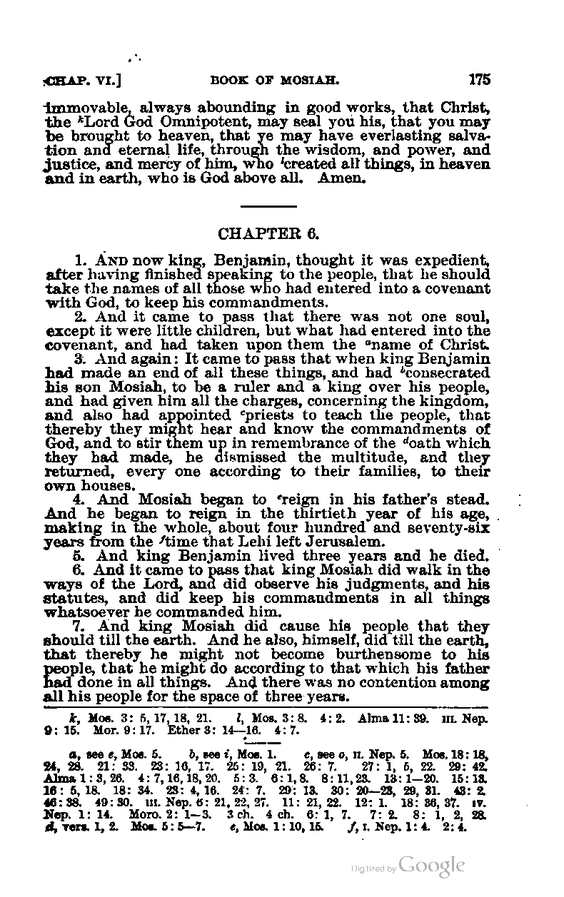 CHAP. VI.] BOOK OF MOSIAH. 175
immovable, always abounding in good works, that Christ,
the ᵏLord God Omnipotent, may seal you his, that you may
be brought to heaven, that ye may have everlasting salva-
tion and eternal life, through the wisdom, and power, and
justice, and mercy of him, who ˡcreated all things, in heaven
and in earth, who is God above all. Amen.
CHAPTER 6.
1. AND now king, Benjamin, thought it was expedient,
after having finished speaking to the people, that he should
take the names of all those who had entered into a covenant
with God, to keep his commandments.
2. And it came to pass that there was not one soul,
except it were little children, but what had entered into the
covenant, and had taken upon them the ᵃname of Christ.
3. And again: It came to pass that when king Benjamin
had made an end of all these things, and had ᵇconsecrated
his son Mosiah, to be a ruler and a king over his people,
and had given him all the charges, concerning the kingdom,
and also had appointed ᶜpriests to teach the people, that
thereby they might hear and know the commandments of
God, and to stir them up in remembrance of the ᵈoath which
they had made, he dismissed the multitude, and they
returned, every one according to their families, to their
own houses.
4. And Mosiah began to ᵉreign in his father's stead.
And he began to reign in the thirtieth year of his age,
making in the whole, about four hundred and seventy-six
years from the ᶠtime that Lehi left Jerusalem.
5. And king Benjamin lived three years and he died.
6. And it came to pass that king Mosiah did walk in the
ways of the Lord, and did observe his judgments, and his
statutes, and did keep his commandments in all things
whatsoever he commanded him.
7. And king Mosiah did cause his people that they
should till the earth. And he also, himself, did till the earth,
that thereby he might not become burthensome to his
people, that he might do according to that which his father
had done in all things. And there was no contention among
all his people for the space of three years.
k, Mos. 3: 5, 17, 18, 21. l, Mos. 3: 8. 4: 2. Alma 11: 39. III. Nep.
9: 15. Mor. 9: 17. Ether 3: 14—16. 4: 7.
a, see e, Mos. 5. b, see i, Mos. 1. c, see o, II. Nep. 5. Mos. 18: 18,
24, 28. 21: 33. 23: 16, 17. 25: 19, 21. 26: 7. 27: 1, 5, 22. 29: 42.
Alma 1: 3, 26. 4: 7, 16, 18, 20. 5: 3. 6: 1, 8. 8: 11, 23. 13: 1—20. 15: 13.
16: 5, 18. 18: 34. 23: 4, 16. 24: 7. 29: 13. 30: 20—23, 29, 31. 43: 2.
46: 38. 49: 30. III. Nep. 6: 21, 22, 27. 11: 21, 22. 12: 1. 18: 36, 37. IV.
Nep. 1: 14. Moro. 2: 1—3. 3 ch. 4 ch. 6: 1, 7. 7: 2. 8: 1, 2, 28.
d, vers. 1, 2. Mos. 5: 5—7. e, Mos. 1: 10, 15. f, I. Nep. 1: 4. 2: 4.
Digitized by Google